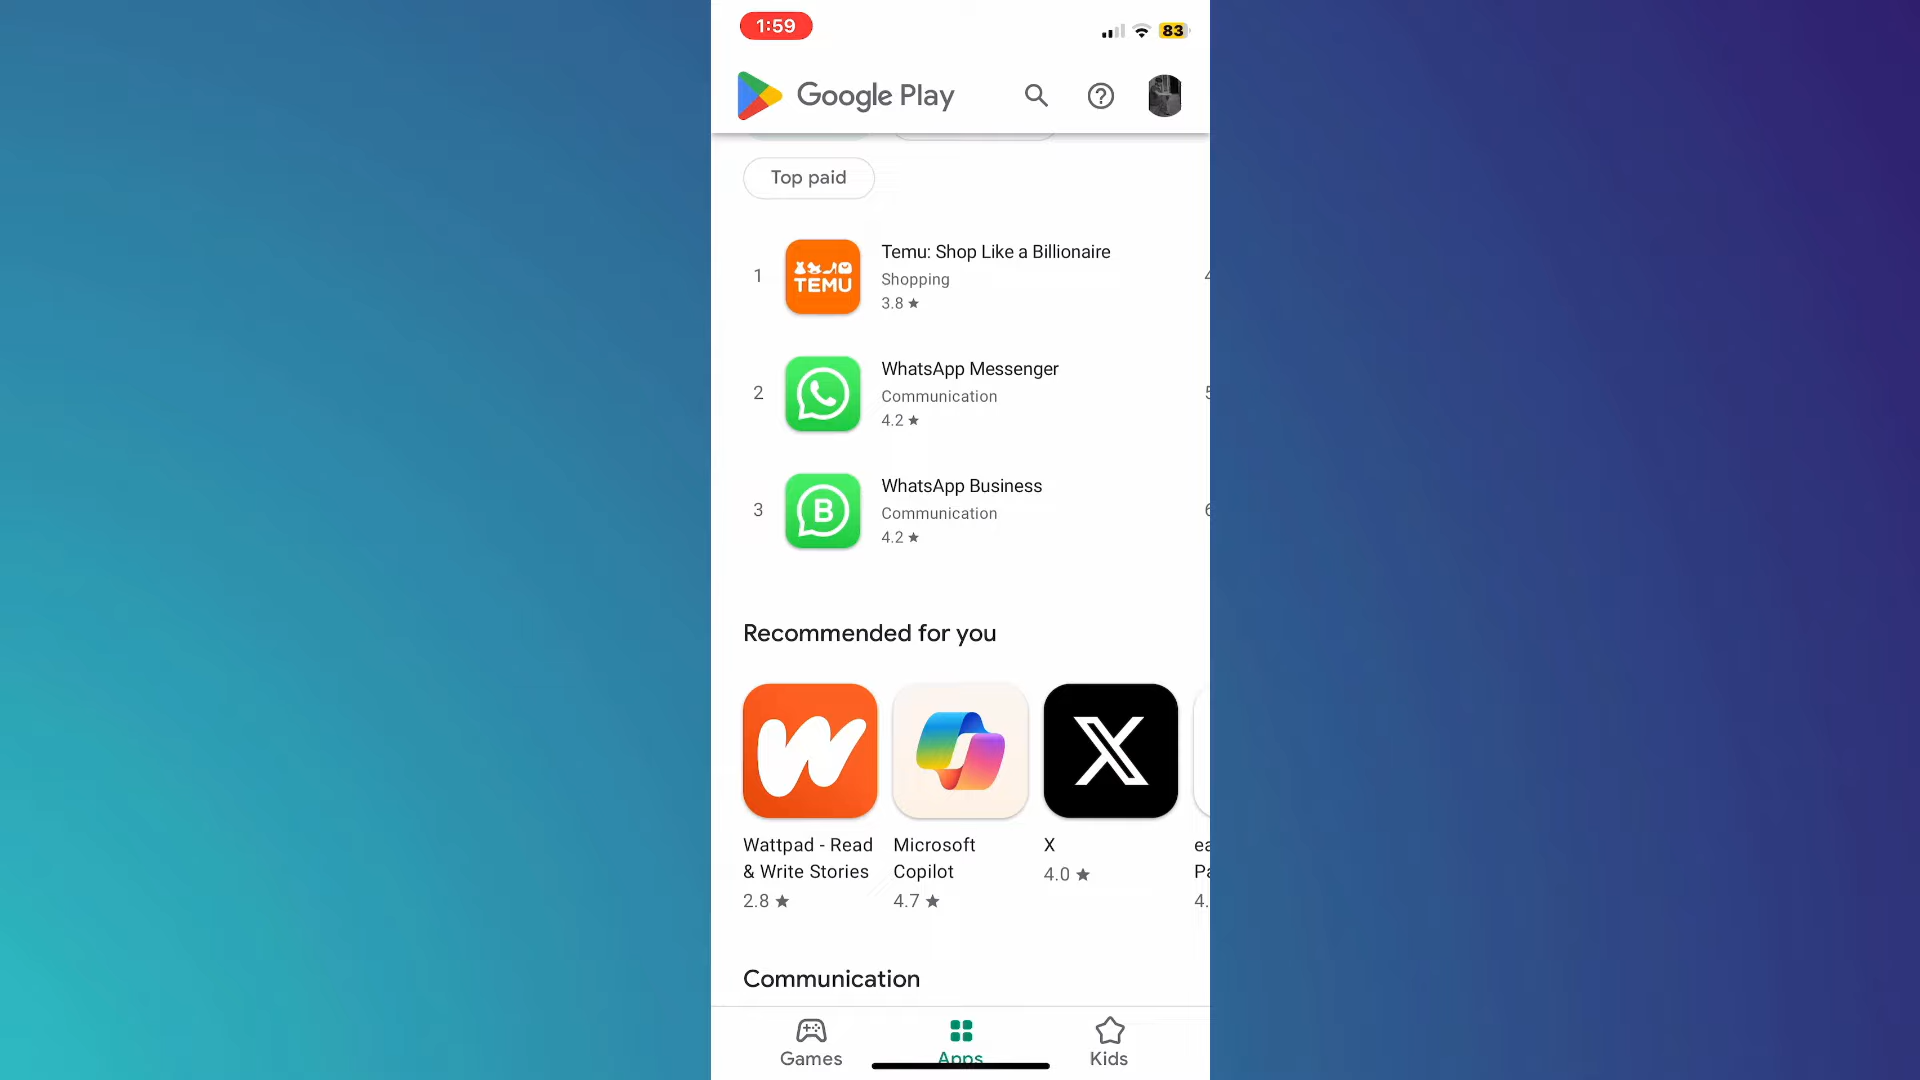 1:59
83
Google Play
Top paid
1
TEMU
Temu: Shop Like a Billionaire
Shopping
3.8 ★
2
WhatsApp Messenger
Communication
4.2 ★
3
B
WhatsApp Business
Communication
4.2 ★
Recommended for you
Wattpad - Read
& Write Stories
2.8 ★
Microsoft
Copilot
4.7 ★
X
4.0 ★
Communication
Games
Apps
Kids